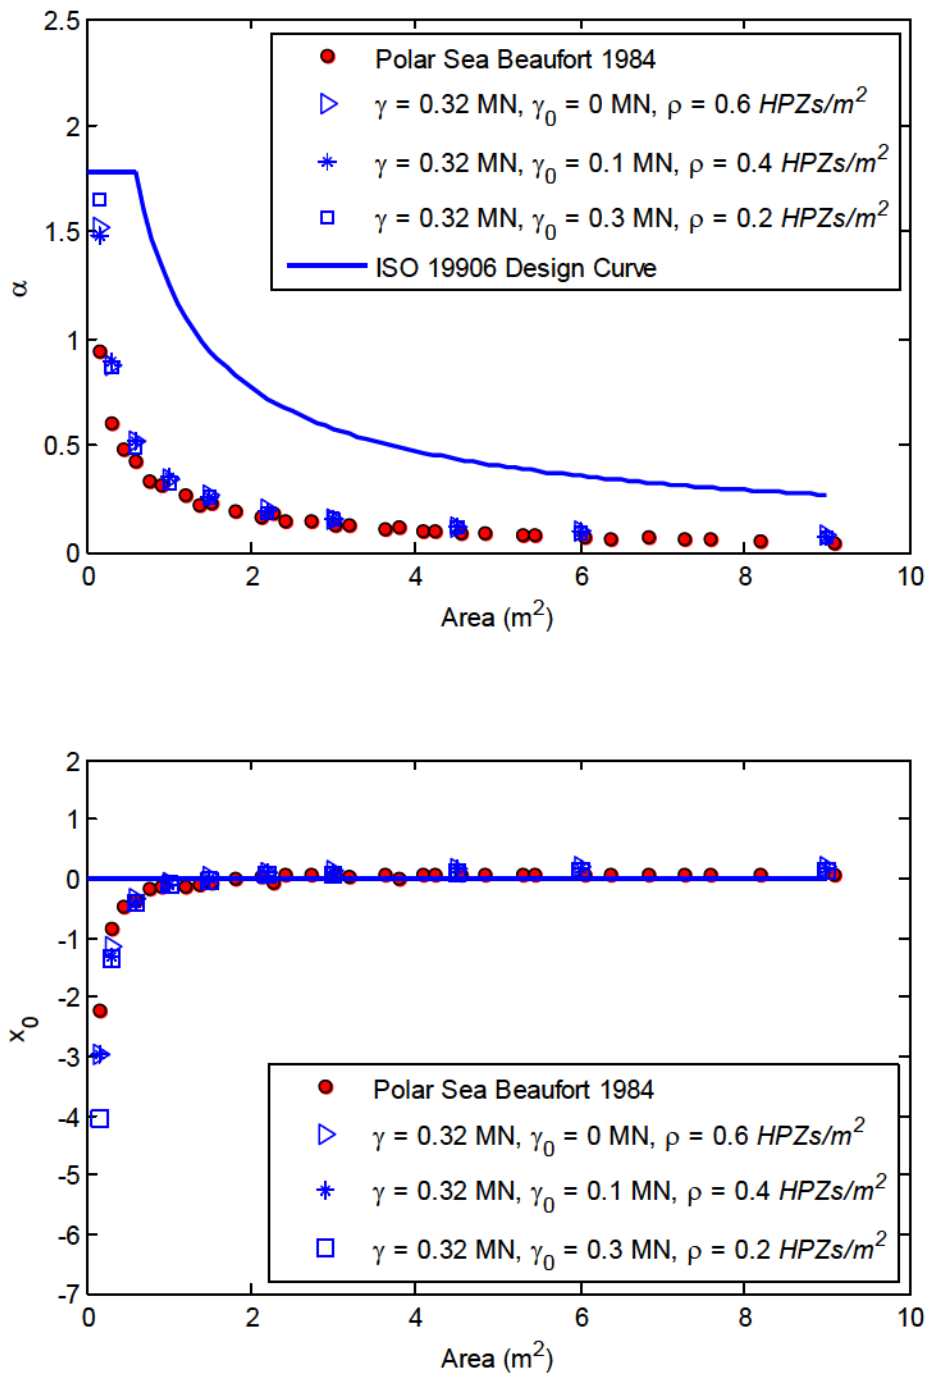 2.5
2
1.5
1
0.5
0
α
Polar Sea Beaufort 1984
γ = 0.32 MN, γ₀ = 0 MN, ρ = 0.6 HPZs/m²
γ = 0.32 MN, γ₀ = 0.1 MN, ρ = 0.4 HPZs/m²
γ = 0.32 MN, γ₀ = 0.3 MN, ρ = 0.2 HPZs/m²
ISO 19906 Design Curve
0 2 4 6 8 10
Area (m²)
2
1
0
-1
-2
-3
-4
-5
-6
-7
x₀
Polar Sea Beaufort 1984
γ = 0.32 MN, γ₀ = 0 MN, ρ = 0.6 HPZs/m²
γ = 0.32 MN, γ₀ = 0.1 MN, ρ = 0.4 HPZs/m²
γ = 0.32 MN, γ₀ = 0.3 MN, ρ = 0.2 HPZs/m²
0 2 4 6 8 10
Area (m²)